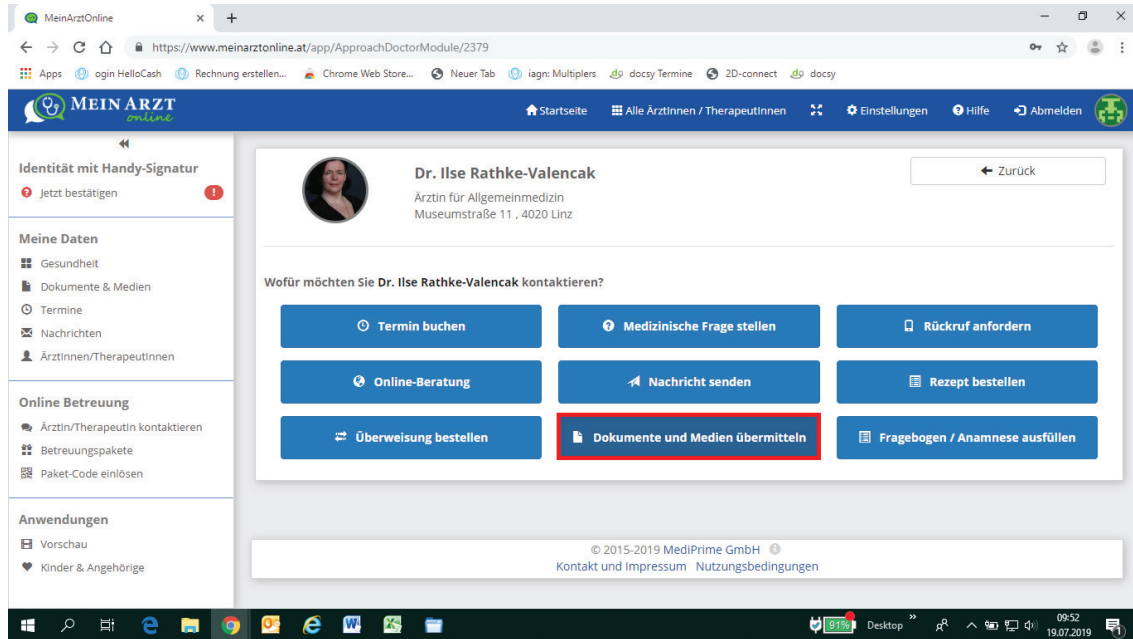 MeinArztOnline
https://www.meinarztonline.at/app/ApproachDoctorModule/2379
Apps ogin HelloCash Rechnung erstellen... Chrome Web Store... Neuer Tab iagn: Multiplers docsy Termine 2D-connect docsy
MEIN ARZT
online
Startseite Alle ÄrztInnen / TherapeutInnen Einstellungen Hilfe Abmelden
Identität mit Handy-Signatur
Jetzt bestätigen
Meine Daten
Gesundheit
Dokumente & Medien
Termine
Nachrichten
ÄrztInnen/TherapeutInnen
Online Betreuung
ÄrztIn/TherapeutIn kontaktieren
Betreuungspakete
Paket-Code einlösen
Anwendungen
Vorschau
Kinder & Angehörige
Dr. Ilse Rathke-Valencak
Ärztin für Allgemeinmedizin
Museumstraße 11 , 4020 Linz
Zurück
Wofür möchten Sie Dr. Ilse Rathke-Valencak kontaktieren?
Termin buchen Medizinische Frage stellen Rückruf anfordern
Online-Beratung Nachricht senden Rezept bestellen
Überweisung bestellen Dokumente und Medien übermitteln Fragebogen / Anamnese ausfüllen
© 2015-2019 MediPrime GmbH
Kontakt und Impressum Nutzungsbedingungen
91% Desktop 09:52
19.07.2019